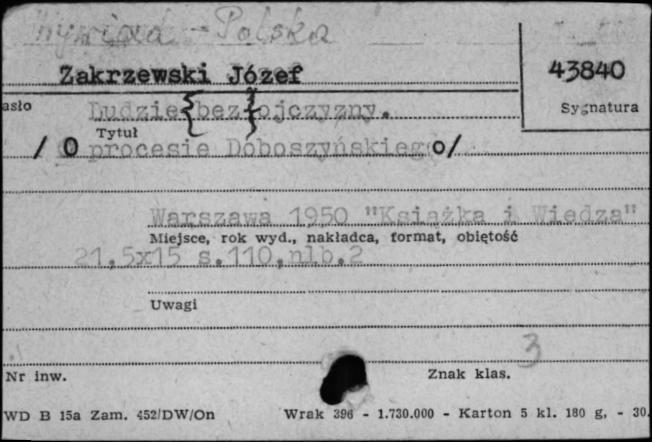 Wywiad - Polska
Zakrzewski Józef
43840
asło
Ludzie bez ojczyzny.
Sygnatura
Tytuł
/ O procesie Doboszyńskiego/
Warszawa 1950 "Książka i Wiedza"
Miejsce, rok wyd., nakładca, format, obiętość
21,5x15 s.110,nlb.2
Uwagi
3
Nr inw.
Znak klas.
WD B 15a Zam. 452/DW/On Wrak 396 - 1.730.000 - Karton 5 kl. 180 g, - 30.